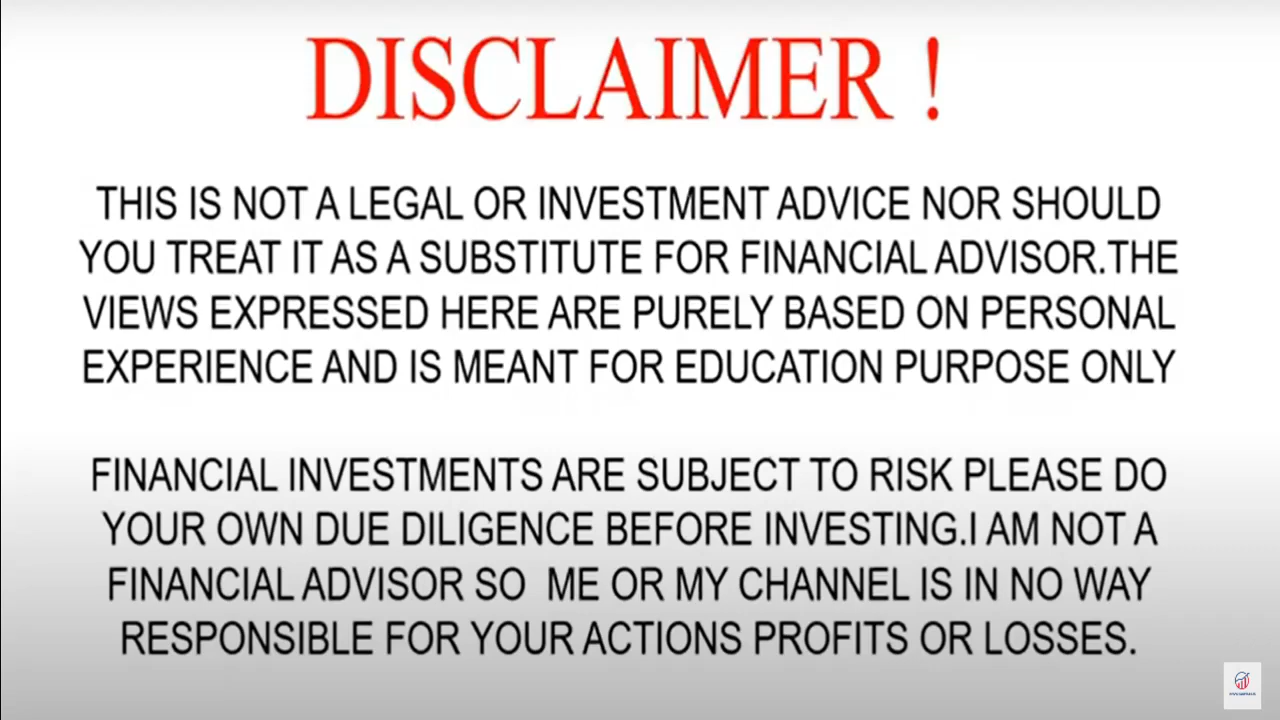 DISCLAIMER !
THIS IS NOT A LEGAL OR INVESTMENT ADVICE NOR SHOULD
YOU TREAT IT AS A SUBSTITUTE FOR FINANCIAL ADVISOR.THE
VIEWS EXPRESSED HERE ARE PURELY BASED ON PERSONAL
EXPERIENCE AND IS MEANT FOR EDUCATION PURPOSE ONLY
FINANCIAL INVESTMENTS ARE SUBJECT TO RISK PLEASE DO
YOUR OWN DUE DILIGENCE BEFORE INVESTING.I AM NOT A
FINANCIAL ADVISOR SO  ME OR MY CHANNEL IS IN NO WAY
RESPONSIBLE FOR YOUR ACTIONS PROFITS OR LOSSES.